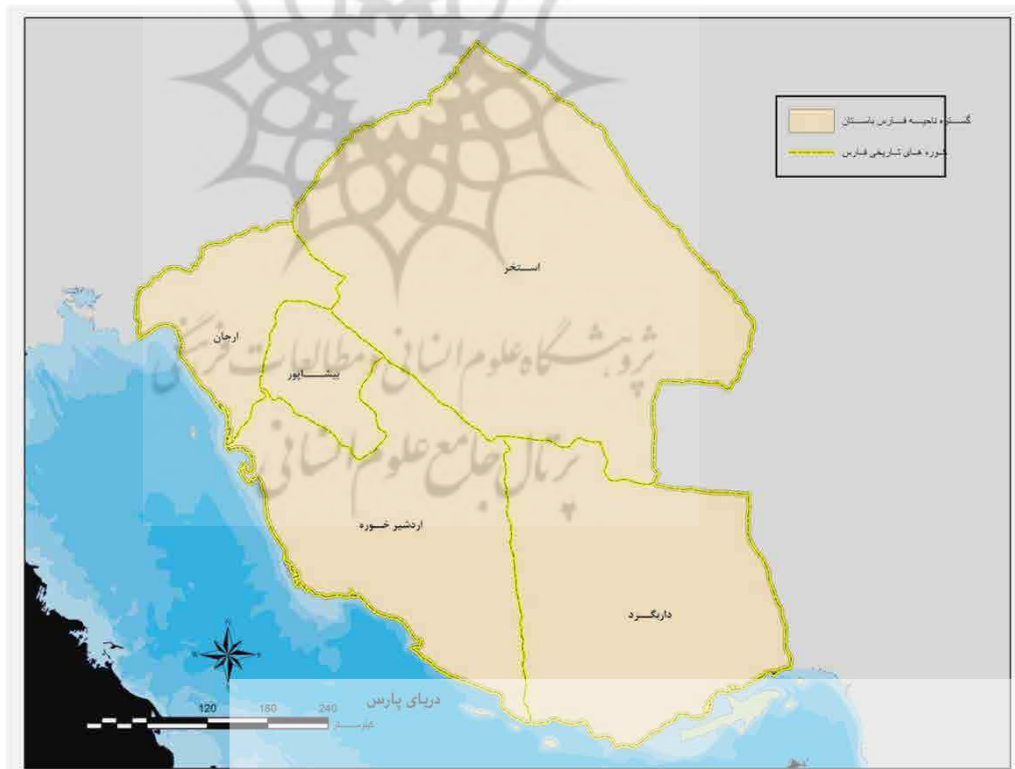 گستره ناحیه فارس باستان
کوره های تاریخی فارس
استخر
ارجان
بیشاپور
پژوهشگاه علوم انسانی و مطالعات فرهنگی
پرتال جامع علوم انسانی
اردشیر خوره
داربگرد
دریای پارس
120 180 240
کیلومتر